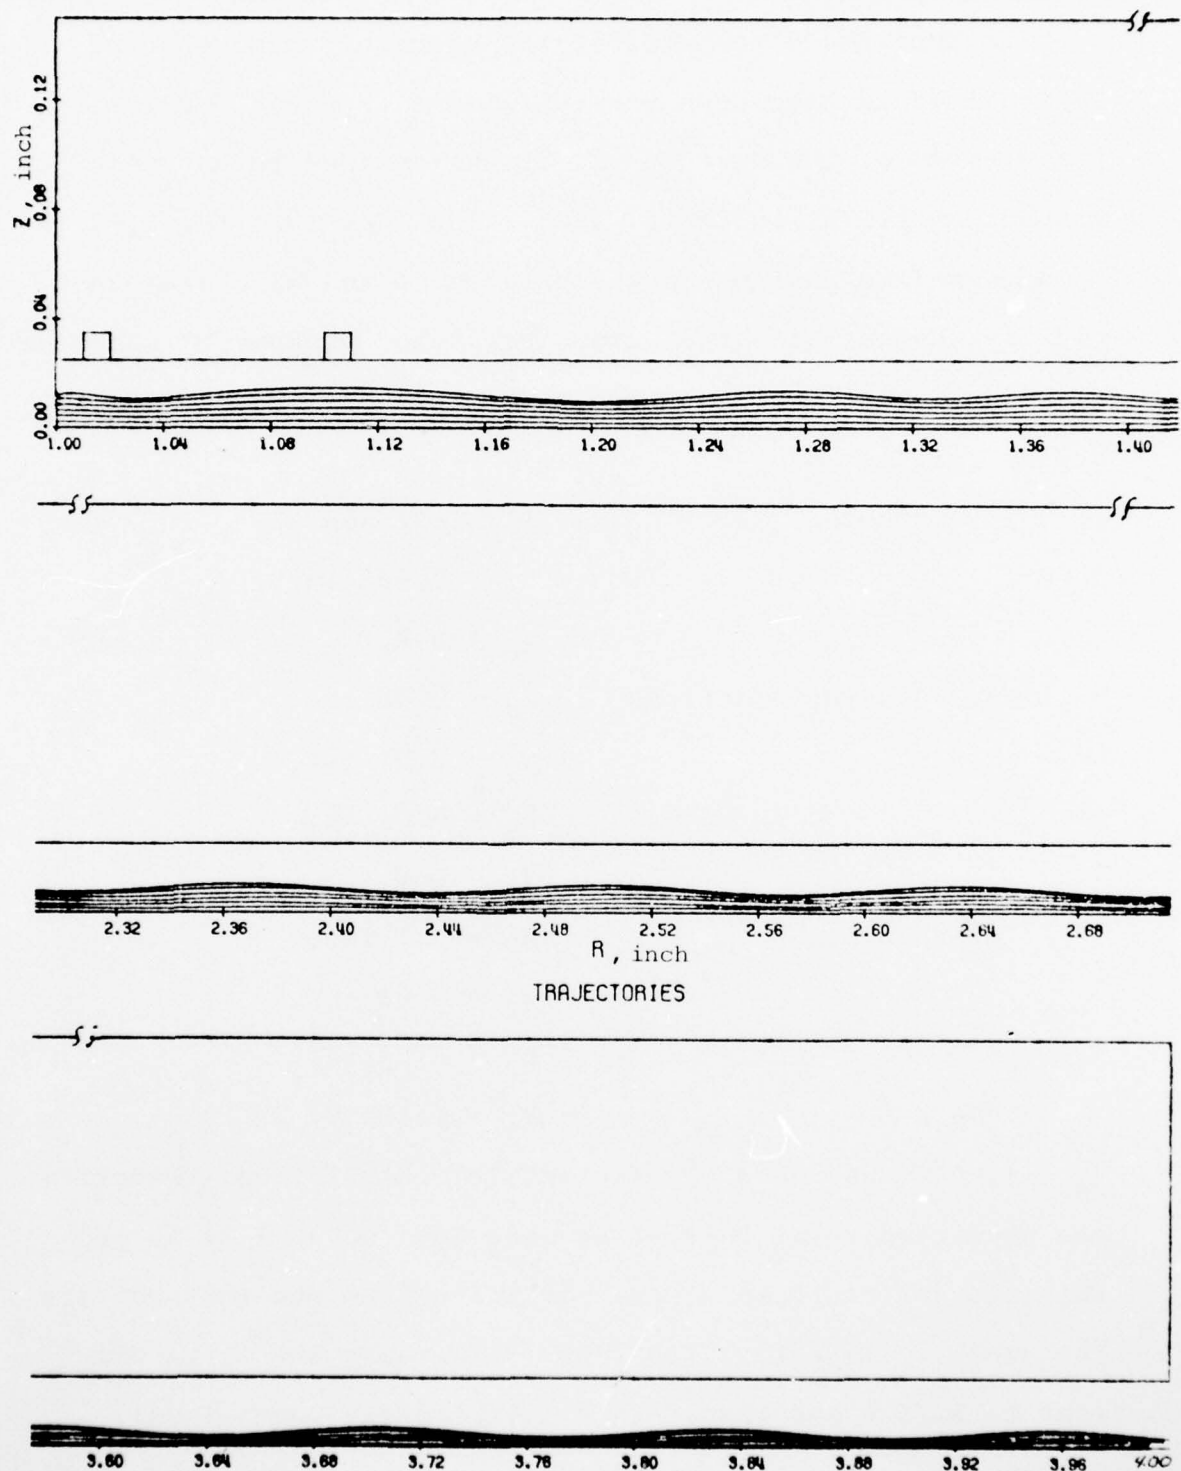 0.12
Z, inch
0.08
0.04
0.00
1.00 1.04 1.08 1.12 1.16 1.20 1.24 1.28 1.32 1.36 1.40
2.32 2.36 2.40 2.44 2.48 2.52 2.56 2.60 2.64 2.68
R, inch
TRAJECTORIES
3.60 3.64 3.68 3.72 3.76 3.80 3.84 3.88 3.92 3.96 4.00